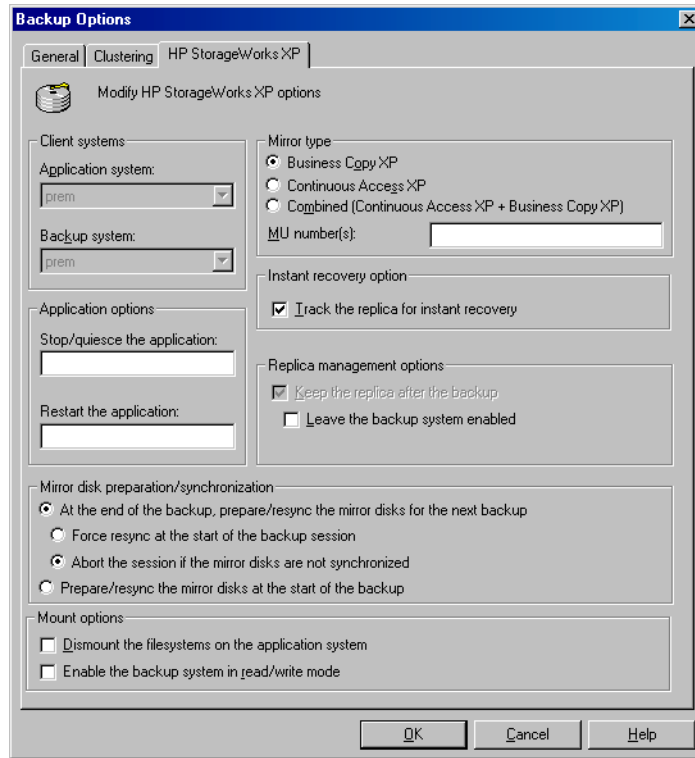 Backup Options
General
Clustering
HP StorageWorks XP
Modify HP StorageWorks XP options
Client systems
Application system:
prem
Backup system:
prem
Mirror type
Business Copy XP
Continuous Access XP
Combined (Continuous Access XP + Business Copy XP)
MU number(s):
Instant recovery option
Track the replica for instant recovery
Application options
Stop/quiesce the application:
Restart the application:
Replica management options
Keep the replica after the backup
Leave the backup system enabled
Mirror disk preparation/synchronization
At the end of the backup, prepare/resync the mirror disks for the next backup
Force resync at the start of the backup session
Abort the session if the mirror disks are not synchronized
Prepare/resync the mirror disks at the start of the backup
Mount options
Dismount the filesystems on the application system
Enable the backup system in read/write mode
OK
Cancel
Help